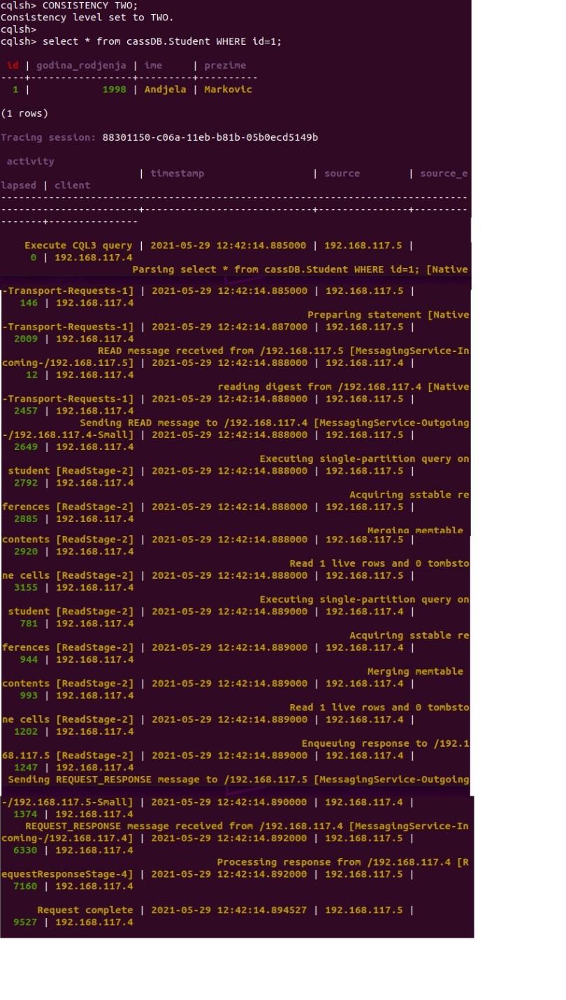 cqlsh> CONSISTENCY TWO;
Consistency level set to TWO.
cqlsh>
cqlsh> select * from cassDB.Student WHERE id=1;
id | godina_rodjenja | ime | prezime
----+-----------------+---------+----------
1 | 1998 | Andjela | Markovic
(1 rows)
Tracing session: 88301150-c06a-11eb-b81b-05b0ecd5149b
activity
| timestamp | source | source_e
lapsed | client
------------------------------------------------------------------------------
-----------------------+----------------------------+---------------+---------
-------+---------------
Execute CQL3 query | 2021-05-29 12:42:14.885000 | 192.168.117.5 |
0 | 192.168.117.4
Parsing select * from cassDB.Student WHERE id=1; [Native
-Transport-Requests-1] | 2021-05-29 12:42:14.885000 | 192.168.117.5 |
146 | 192.168.117.4
Preparing statement [Native
-Transport-Requests-1] | 2021-05-29 12:42:14.887000 | 192.168.117.5 |
2009 | 192.168.117.4
READ message received from /192.168.117.5 [MessagingService-In
coming-/192.168.117.5] | 2021-05-29 12:42:14.888000 | 192.168.117.4 |
12 | 192.168.117.4
reading digest from /192.168.117.4 [Native
-Transport-Requests-1] | 2021-05-29 12:42:14.888000 | 192.168.117.5 |
2457 | 192.168.117.4
Sending READ message to /192.168.117.4 [MessagingService-Outgoing
-/192.168.117.4-Small] | 2021-05-29 12:42:14.888000 | 192.168.117.5 |
2649 | 192.168.117.4
Executing single-partition query on
student [ReadStage-2] | 2021-05-29 12:42:14.888000 | 192.168.117.5 |
2792 | 192.168.117.4
Acquiring sstable re
ferences [ReadStage-2] | 2021-05-29 12:42:14.888000 | 192.168.117.5 |
2885 | 192.168.117.4
Merging memtable
contents [ReadStage-2] | 2021-05-29 12:42:14.888000 | 192.168.117.5 |
2920 | 192.168.117.4
Read 1 live rows and 0 tombsto
ne cells [ReadStage-2] | 2021-05-29 12:42:14.888000 | 192.168.117.5 |
3155 | 192.168.117.4
Executing single-partition query on
student [ReadStage-2] | 2021-05-29 12:42:14.889000 | 192.168.117.4 |
781 | 192.168.117.4
Acquiring sstable re
ferences [ReadStage-2] | 2021-05-29 12:42:14.889000 | 192.168.117.4 |
944 | 192.168.117.4
Merging memtable
contents [ReadStage-2] | 2021-05-29 12:42:14.889000 | 192.168.117.4 |
993 | 192.168.117.4
Read 1 live rows and 0 tombsto
ne cells [ReadStage-2] | 2021-05-29 12:42:14.889000 | 192.168.117.4 |
1202 | 192.168.117.4
Enqueuing response to /192.1
68.117.5 [ReadStage-2] | 2021-05-29 12:42:14.889000 | 192.168.117.4 |
1247 | 192.168.117.4
Sending REQUEST_RESPONSE message to /192.168.117.5 [MessagingService-Outgoing
-/192.168.117.5-Small] | 2021-05-29 12:42:14.890000 | 192.168.117.4 |
1374 | 192.168.117.4
REQUEST_RESPONSE message received from /192.168.117.4 [MessagingService-In
coming-/192.168.117.4] | 2021-05-29 12:42:14.892000 | 192.168.117.5 |
6330 | 192.168.117.4
Processing response from /192.168.117.4 [R
equestResponseStage-4] | 2021-05-29 12:42:14.892000 | 192.168.117.5 |
7160 | 192.168.117.4
Request complete | 2021-05-29 12:42:14.894527 | 192.168.117.5 |
9527 | 192.168.117.4